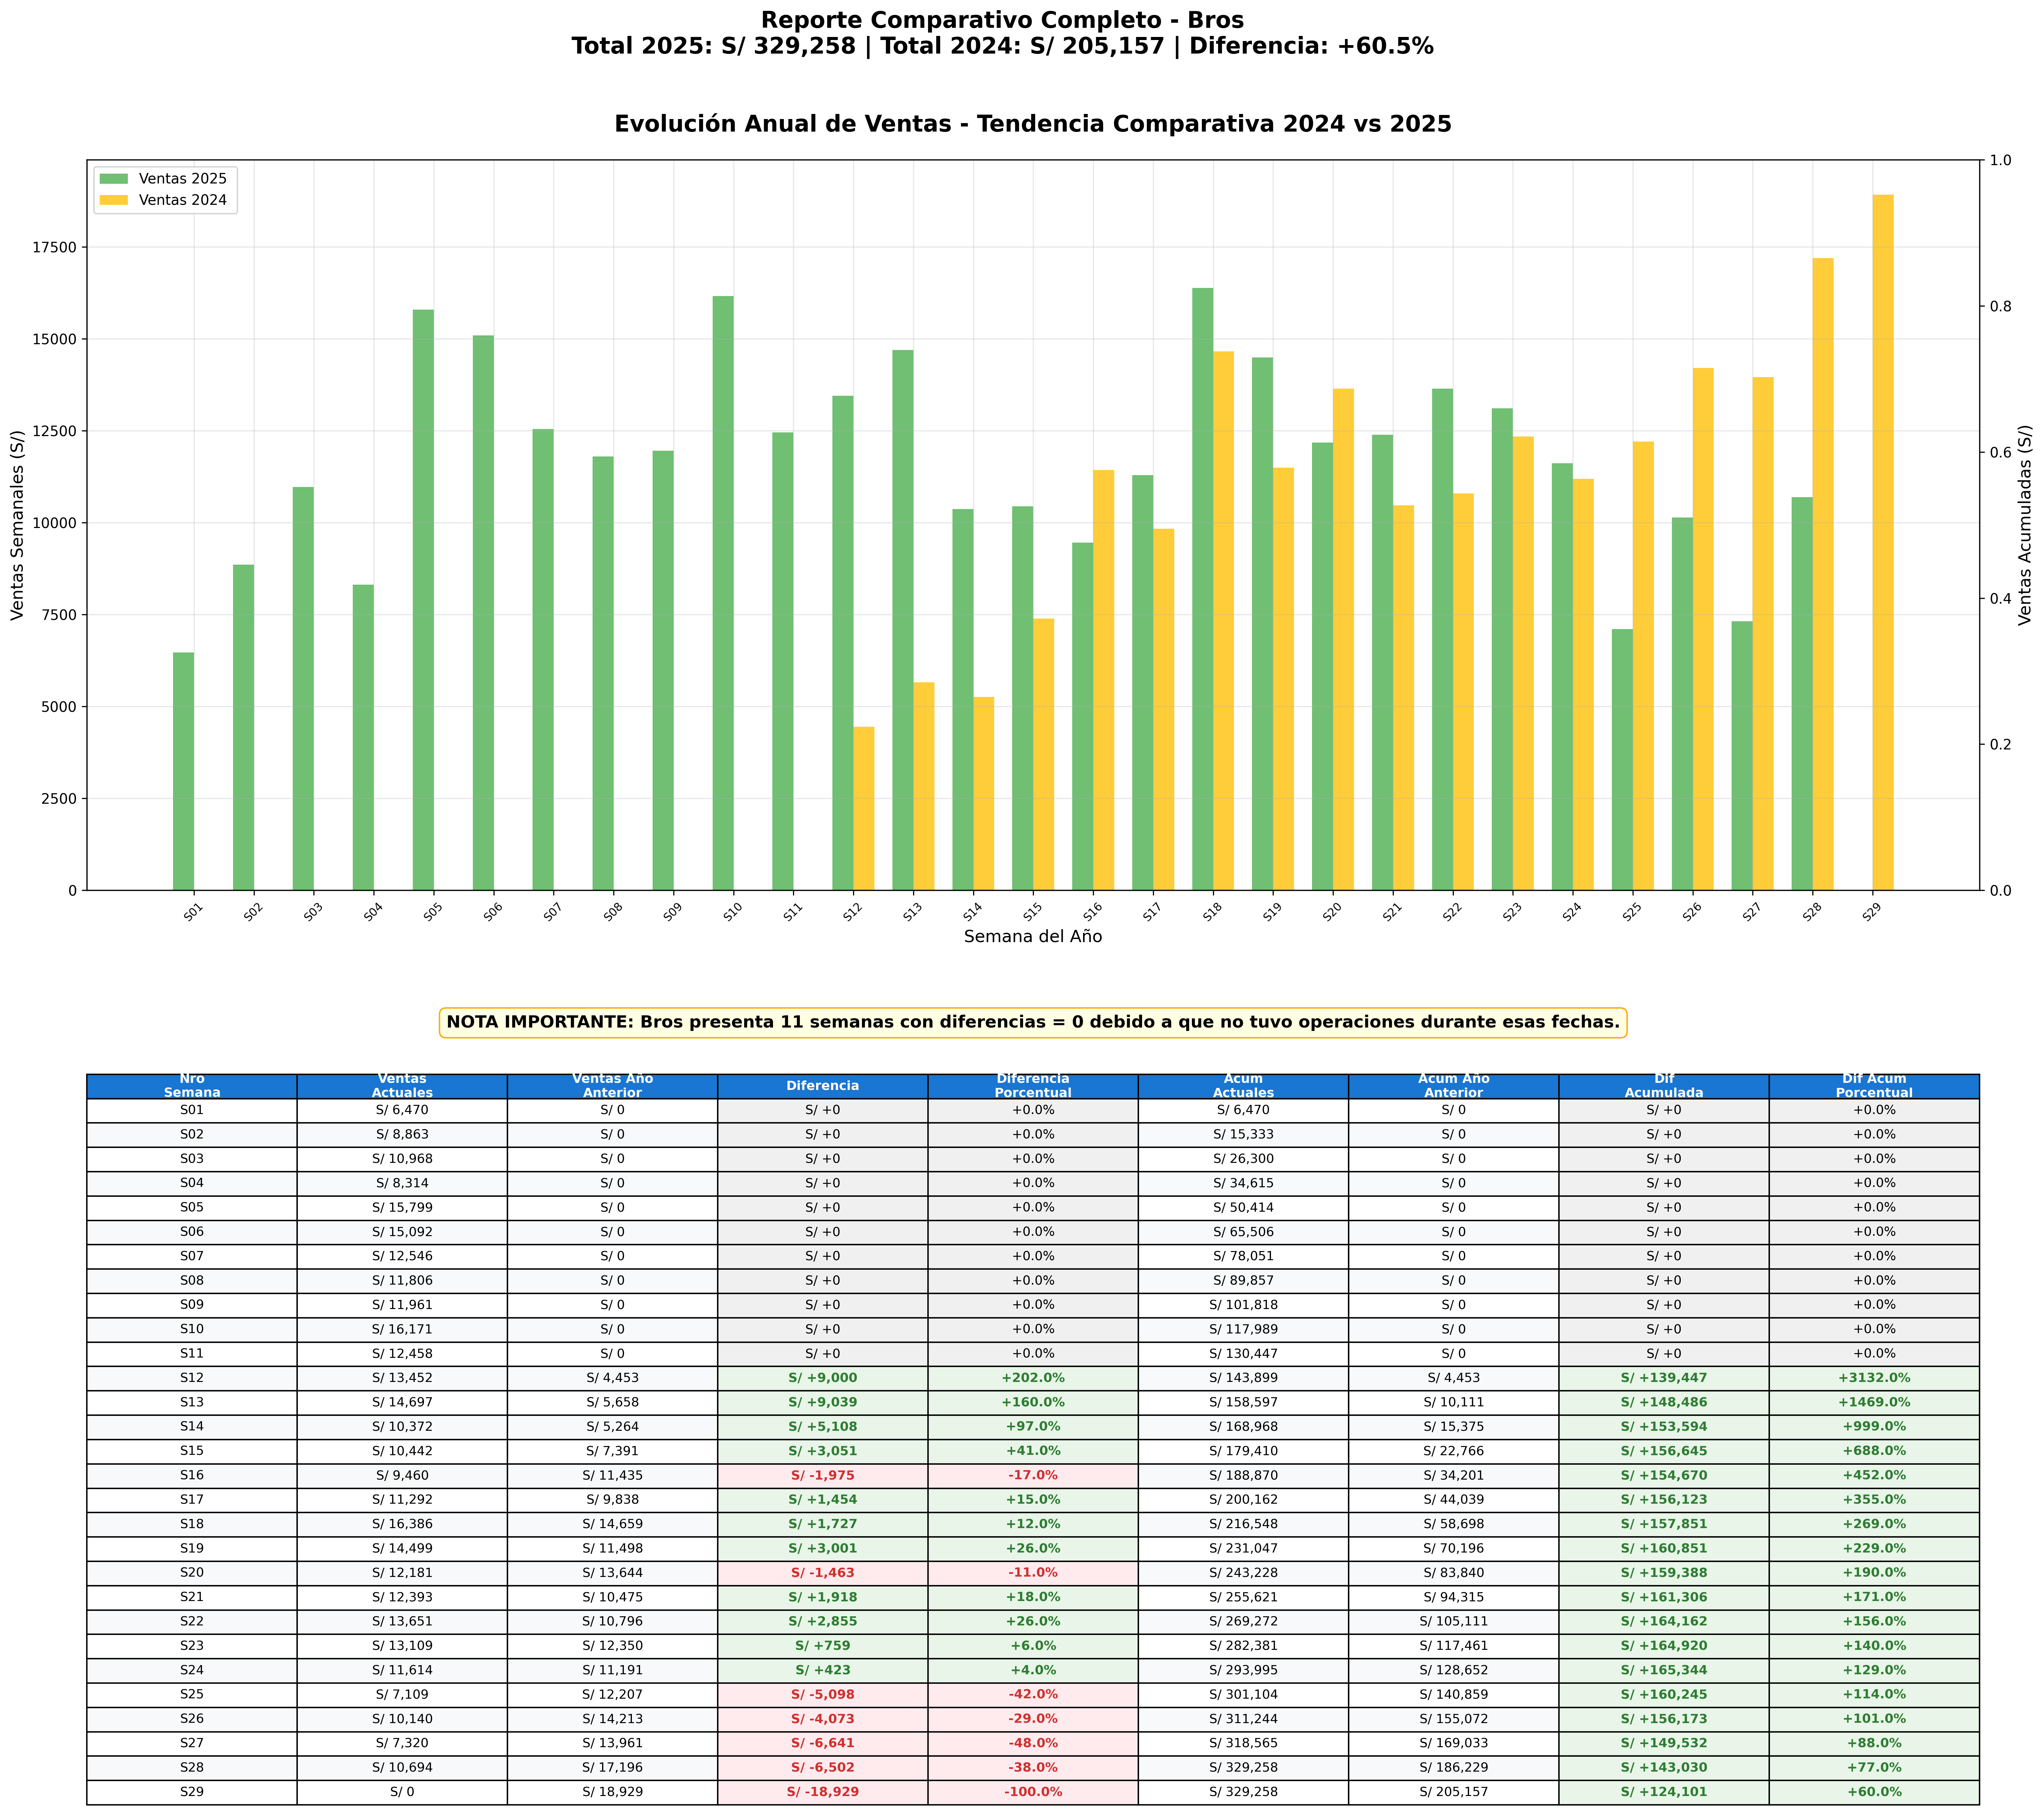 Reporte Comparativo Completo - Bros
Total 2025: S/ 329,258 | Total 2024: S/ 205,157 | Diferencia: +60.5%
Evolución Anual de Ventas - Tendencia Comparativa 2024 vs 2025
Ventas 2025
Ventas 2024
Ventas Semanales (S/)
17500
15000
12500
10000
7500
5000
2500
0
Ventas Acumuladas (S/)
1.0
0.8
0.6
0.4
0.2
0.0
S01 S02 S03 S04 S05 S06 S07 S08 S09 S10 S11 S12 S13 S14 S15 S16 S17 S18 S19 S20 S21 S22 S23 S24 S25 S26 S27 S28 S29
Semana del Año
NOTA IMPORTANTE: Bros presenta 11 semanas con diferencias = 0 debido a que no tuvo operaciones durante esas fechas.
Nro Semana Ventas Actuales Ventas Año Anterior Diferencia Diferencia Porcentual Acum Actuales Acum Año Anterior Dif Acumulada Dif Acum Porcentual
S01 S/ 6,470 S/ 0 S/ +0 +0.0% S/ 6,470 S/ 0 S/ +0 +0.0%
S02 S/ 8,863 S/ 0 S/ +0 +0.0% S/ 15,333 S/ 0 S/ +0 +0.0%
S03 S/ 10,968 S/ 0 S/ +0 +0.0% S/ 26,300 S/ 0 S/ +0 +0.0%
S04 S/ 8,314 S/ 0 S/ +0 +0.0% S/ 34,615 S/ 0 S/ +0 +0.0%
S05 S/ 15,799 S/ 0 S/ +0 +0.0% S/ 50,414 S/ 0 S/ +0 +0.0%
S06 S/ 15,092 S/ 0 S/ +0 +0.0% S/ 65,506 S/ 0 S/ +0 +0.0%
S07 S/ 12,546 S/ 0 S/ +0 +0.0% S/ 78,051 S/ 0 S/ +0 +0.0%
S08 S/ 11,806 S/ 0 S/ +0 +0.0% S/ 89,857 S/ 0 S/ +0 +0.0%
S09 S/ 11,961 S/ 0 S/ +0 +0.0% S/ 101,818 S/ 0 S/ +0 +0.0%
S10 S/ 16,171 S/ 0 S/ +0 +0.0% S/ 117,989 S/ 0 S/ +0 +0.0%
S11 S/ 12,458 S/ 0 S/ +0 +0.0% S/ 130,447 S/ 0 S/ +0 +0.0%
S12 S/ 13,452 S/ 4,453 S/ +9,000 +202.0% S/ 143,899 S/ 4,453 S/ +139,447 +3132.0%
S13 S/ 14,697 S/ 5,658 S/ +9,039 +160.0% S/ 158,597 S/ 10,111 S/ +148,486 +1469.0%
S14 S/ 10,372 S/ 5,264 S/ +5,108 +97.0% S/ 168,968 S/ 15,375 S/ +153,594 +999.0%
S15 S/ 10,442 S/ 7,391 S/ +3,051 +41.0% S/ 179,410 S/ 22,766 S/ +156,645 +688.0%
S16 S/ 9,460 S/ 11,435 S/ -1,975 -17.0% S/ 188,870 S/ 34,201 S/ +154,670 +452.0%
S17 S/ 11,292 S/ 9,838 S/ +1,454 +15.0% S/ 200,162 S/ 44,039 S/ +156,123 +355.0%
S18 S/ 16,386 S/ 14,659 S/ +1,727 +12.0% S/ 216,548 S/ 58,698 S/ +157,851 +269.0%
S19 S/ 14,499 S/ 11,498 S/ +3,001 +26.0% S/ 231,047 S/ 70,196 S/ +160,851 +229.0%
S20 S/ 12,181 S/ 13,644 S/ -1,463 -11.0% S/ 243,228 S/ 83,840 S/ +159,388 +190.0%
S21 S/ 12,393 S/ 10,475 S/ +1,918 +18.0% S/ 255,621 S/ 94,315 S/ +161,306 +171.0%
S22 S/ 13,651 S/ 10,796 S/ +2,855 +26.0% S/ 269,272 S/ 105,111 S/ +164,162 +156.0%
S23 S/ 13,109 S/ 12,350 S/ +759 +6.0% S/ 282,381 S/ 117,461 S/ +164,920 +140.0%
S24 S/ 11,614 S/ 11,191 S/ +423 +4.0% S/ 293,995 S/ 128,652 S/ +165,344 +129.0%
S25 S/ 7,109 S/ 12,207 S/ -5,098 -42.0% S/ 301,104 S/ 140,859 S/ +160,245 +114.0%
S26 S/ 10,140 S/ 14,213 S/ -4,073 -29.0% S/ 311,244 S/ 155,072 S/ +156,173 +101.0%
S27 S/ 7,320 S/ 13,961 S/ -6,641 -48.0% S/ 318,565 S/ 169,033 S/ +149,532 +88.0%
S28 S/ 10,694 S/ 17,196 S/ -6,502 -38.0% S/ 329,258 S/ 186,229 S/ +143,030 +77.0%
S29 S/ 0 S/ 18,929 S/ -18,929 -100.0% S/ 329,258 S/ 205,157 S/ +124,101 +60.0%